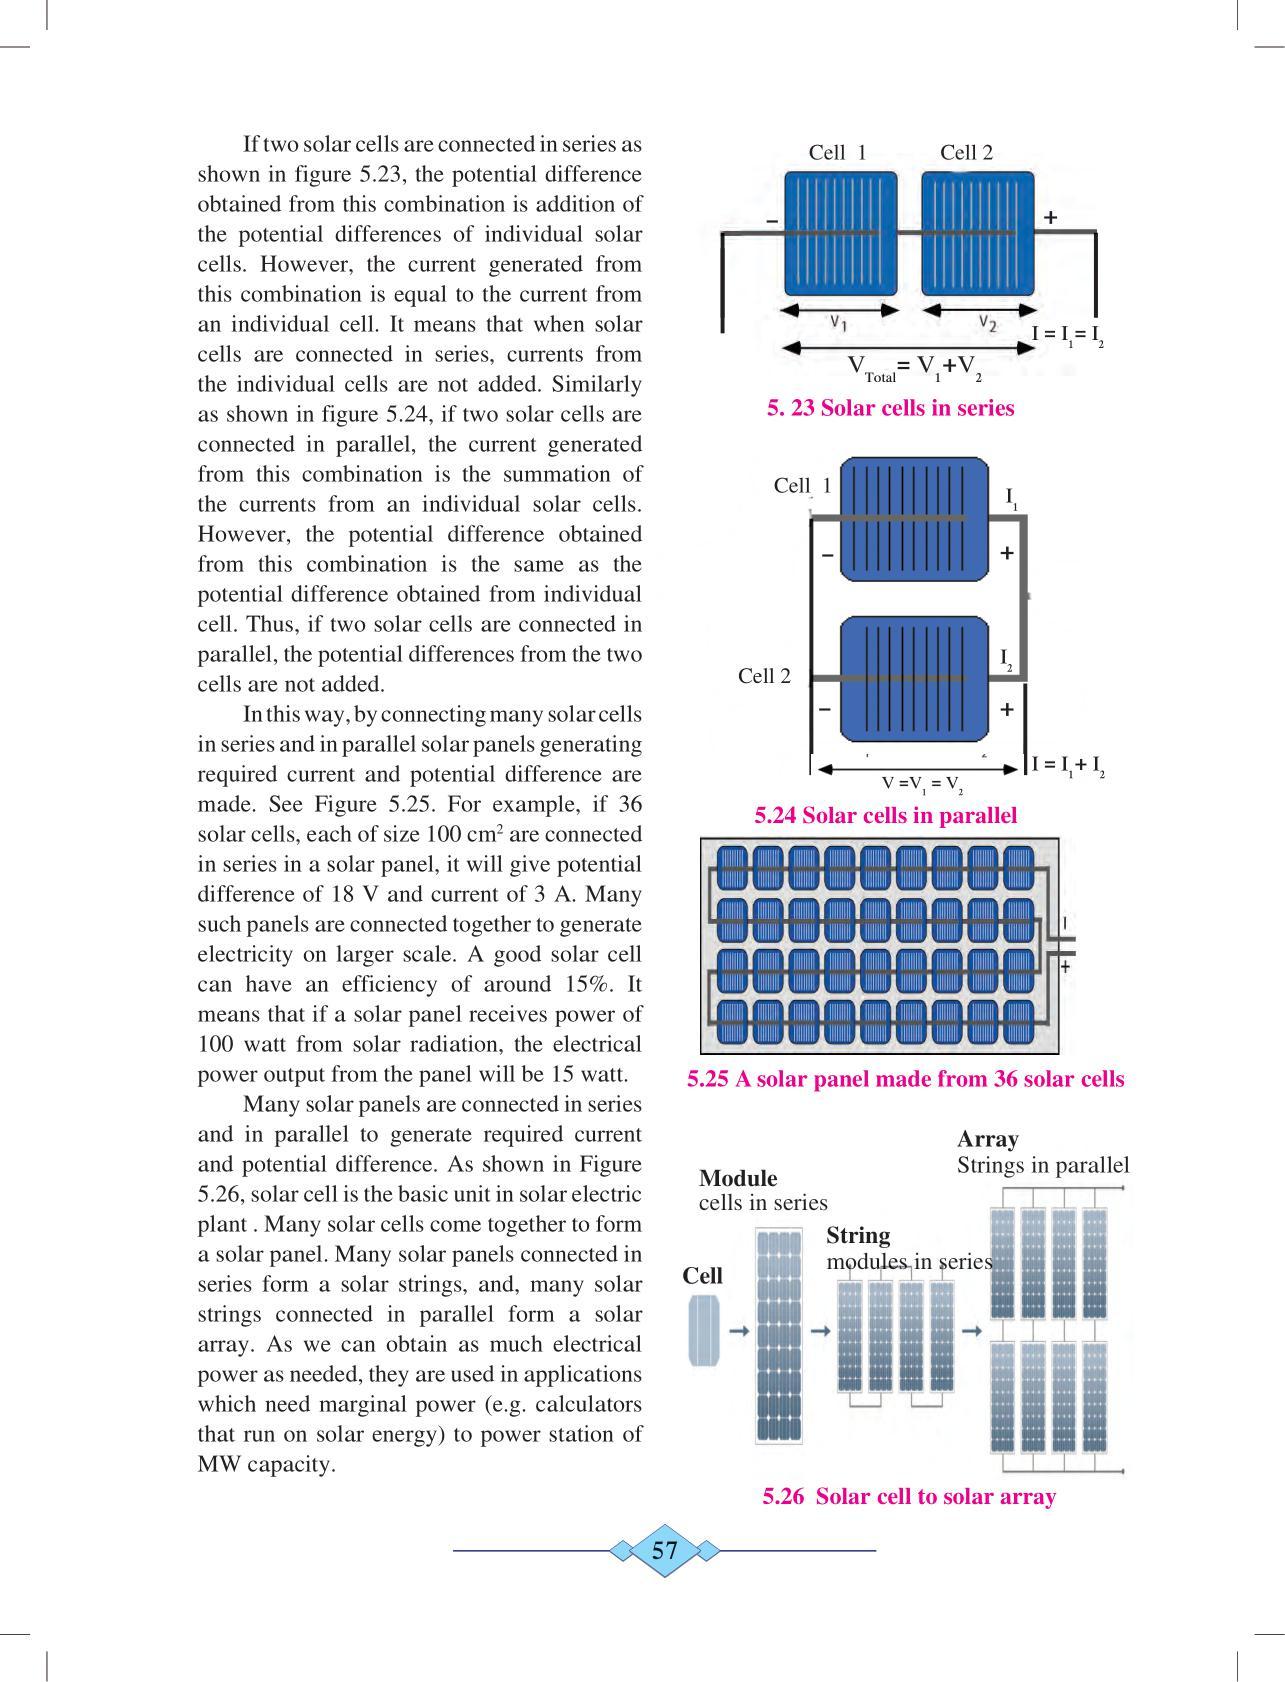 If two solar cells are connected in series as
shown in figure 5.23, the potential difference
obtained from this combination is addition of
the potential differences of individual solar
cells. However, the current generated from
this combination is equal to the current from
an individual cell. It means that when solar
cells are connected in series, currents from
the individual cells are not added. Similarly
as shown in figure 5.24, if two solar cells are
connected in parallel, the current generated
from this combination is the summation of
the currents from an individual solar cells.
However, the potential difference obtained
from this combination is the same as the
potential difference obtained from individual
cell. Thus, if two solar cells are connected in
parallel, the potential differences from the two
cells are not added.
In this way, by connecting many solar cells
in series and in parallel solar panels generating
required current and potential difference are
made. See Figure 5.25. For example, if 36
solar cells, each of size 100 cm² are connected
in series in a solar panel, it will give potential
difference of 18 V and current of 3 A. Many
such panels are connected together to generate
electricity on larger scale. A good solar cell
can have an efficiency of around 15%. It
means that if a solar panel receives power of
100 watt from solar radiation, the electrical
power output from the panel will be 15 watt.
Many solar panels are connected in series
and in parallel to generate required current
and potential difference. As shown in Figure
5.26, solar cell is the basic unit in solar electric
plant . Many solar cells come together to form
a solar panel. Many solar panels connected in
series form a solar strings, and, many solar
strings connected in parallel form a solar
array. As we can obtain as much electrical
power as needed, they are used in applications
which need marginal power (e.g. calculators
that run on solar energy) to power station of
MW capacity.
Cell 1 Cell 2
– +
V₁ V₂
I = I₁= I₂
V_Total = V₁+V₂
5. 23 Solar cells in series
Cell 1
I₁
– +
Cell 2
I₂
– +
I = I₁+ I₂
V =V₁ = V₂
5.24 Solar cells in parallel
–
+
5.25 A solar panel made from 36 solar cells
Array
Strings in parallel
Module
cells in series
String
modules in series
Cell
5.26 Solar cell to solar array
57